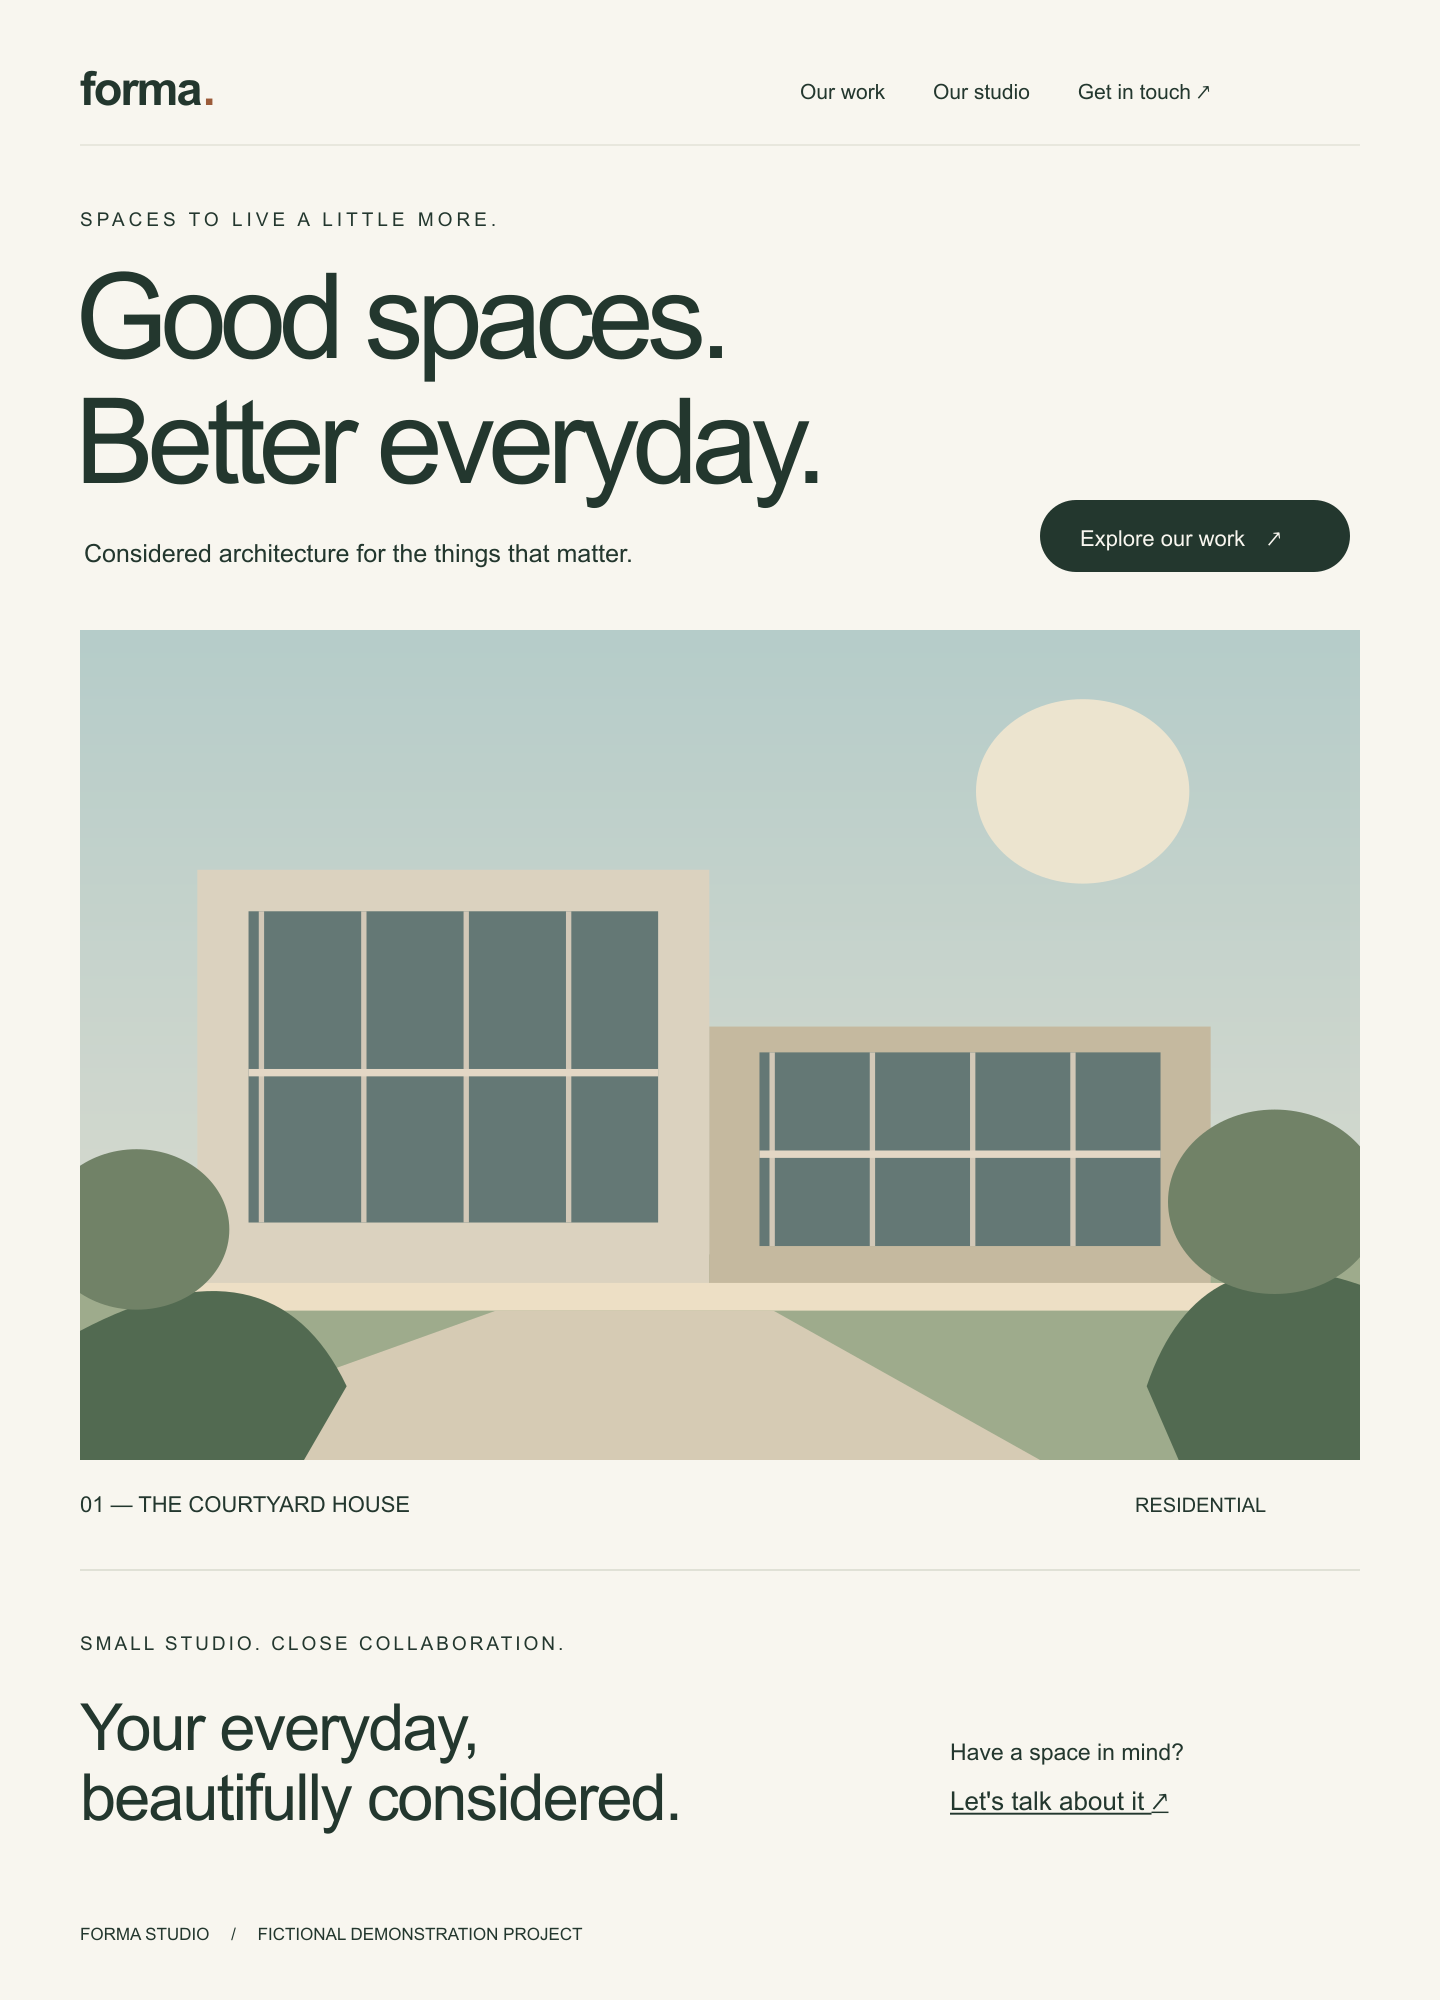 forma.
Our work
Our studio
Get in touch ↗
SPACES TO LIVE A LITTLE MORE.
Good spaces.
Better everyday.
Considered architecture for the things that matter.
Explore our work ↗
01 — THE COURTYARD HOUSE
RESIDENTIAL
SMALL STUDIO. CLOSE COLLABORATION.
Your everyday,
beautifully considered.
Have a space in mind?
Let's talk about it ↗
FORMA STUDIO / FICTIONAL DEMONSTRATION PROJECT